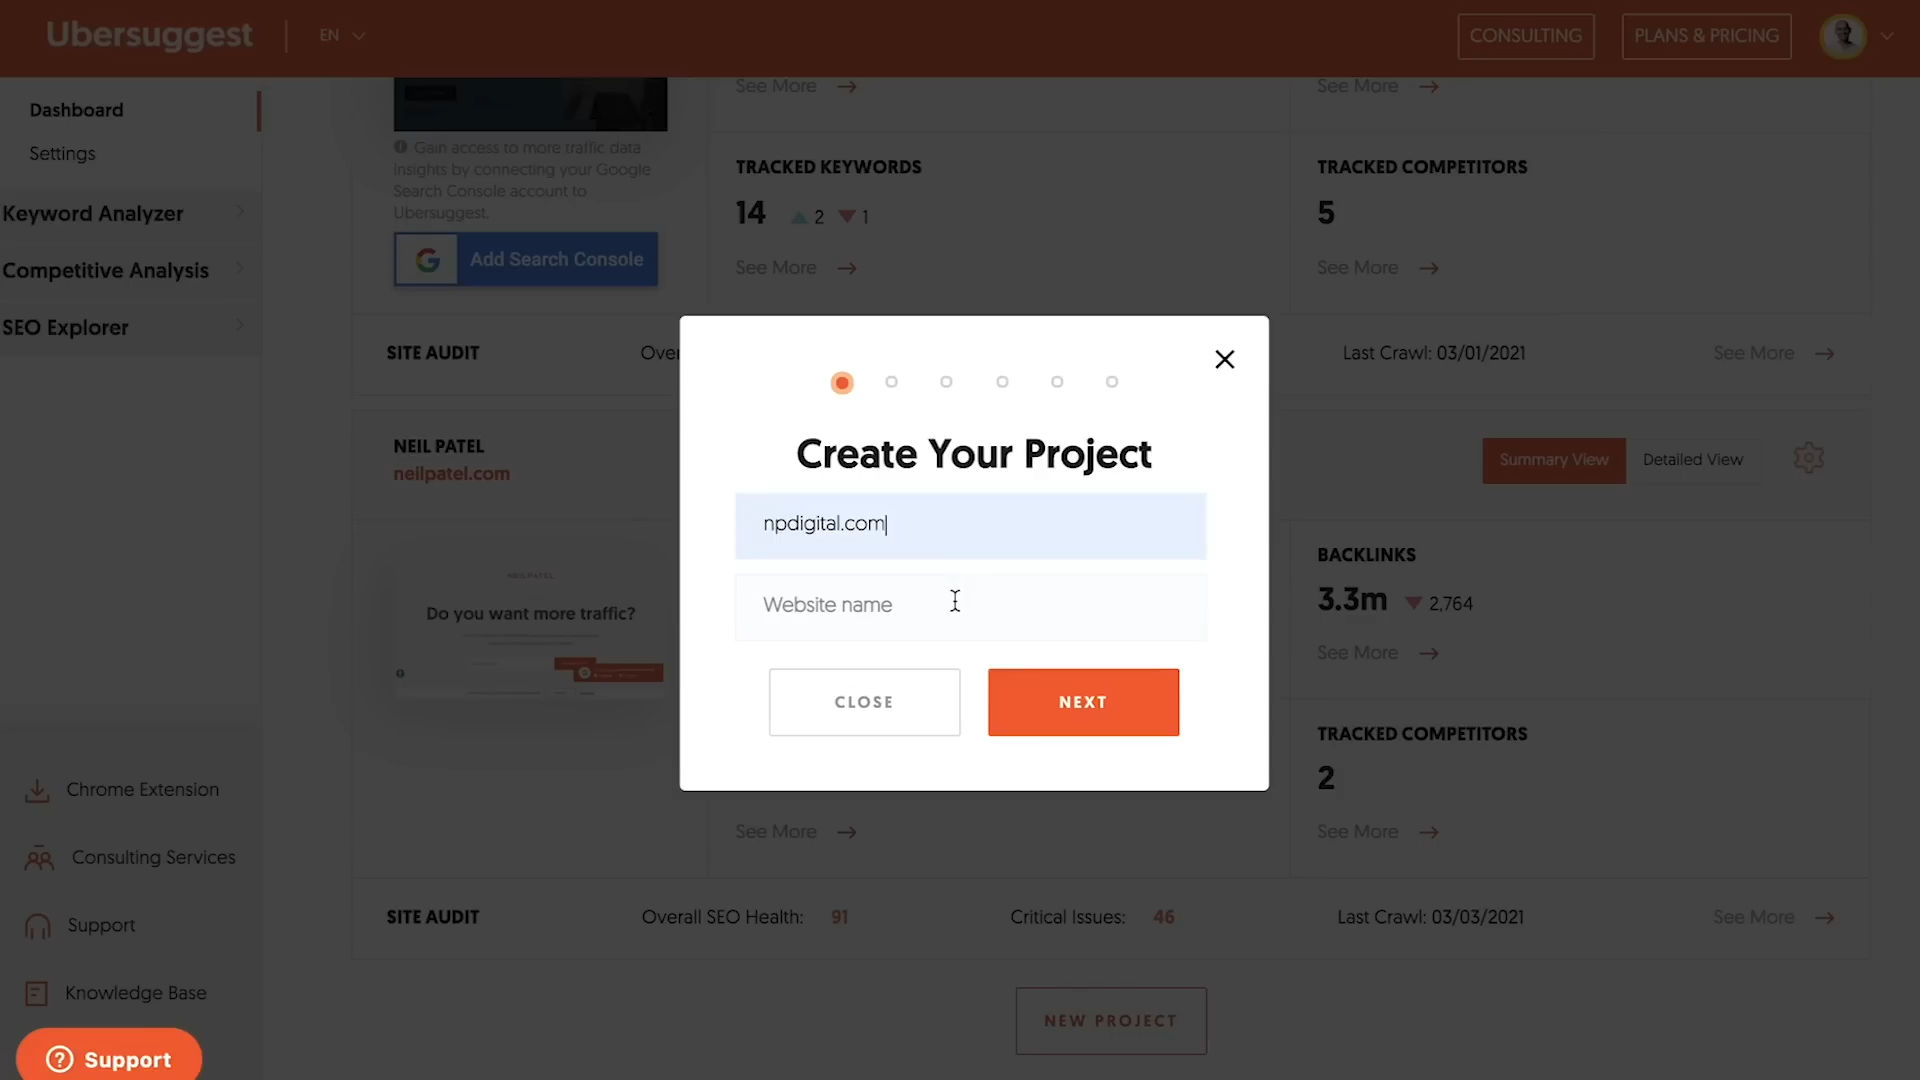 Ubersuggest
EN
CONSULTING
PLANS & PRICING
Dashboard
Settings
Keyword Analyzer
Competitive Analysis
SEO Explorer
Chrome Extension
Consulting Services
Support
Knowledge Base
Support
See More
See More
Gain access to more traffic data
insights by connecting your Google
Search Console account to
Ubersuggest.
Add Search Console
TRACKED KEYWORDS
14 2 1
See More
TRACKED COMPETITORS
5
See More
SITE AUDIT
Over
Last Crawl: 03/01/2021
See More
NEIL PATEL
neilpatel.com
Summary View
Detailed View
Create Your Project
npdigital.com
Website name
CLOSE
NEXT
NEILPATEL
Do you want more traffic?
BACKLINKS
3.3m 2,764
See More
TRACKED COMPETITORS
2
See More
See More
SITE AUDIT
Overall SEO Health: 91
Critical Issues: 46
Last Crawl: 03/03/2021
See More
NEW PROJECT